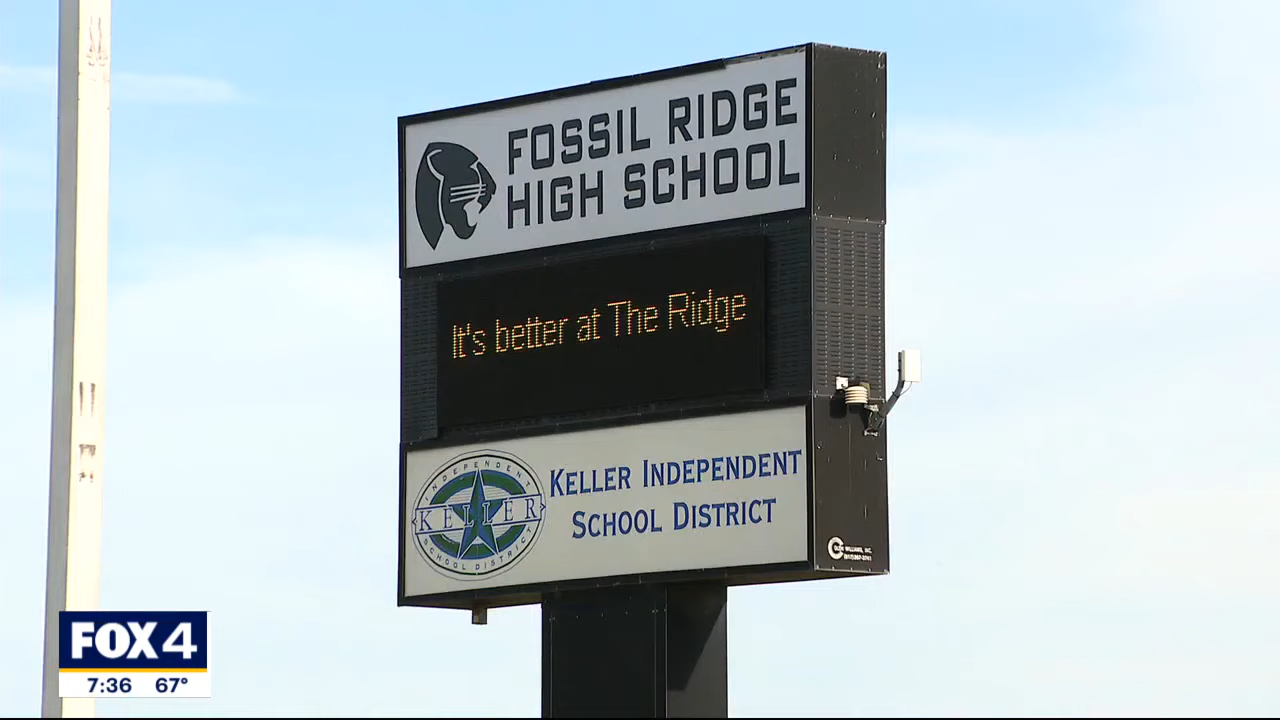 FOSSIL RIDGE
HIGH SCHOOL
It's better at The Ridge
INDEPENDENT
KELLER
SCHOOL DISTRICT
KELLER INDEPENDENT
SCHOOL DISTRICT
FOX 4
7:36 67°